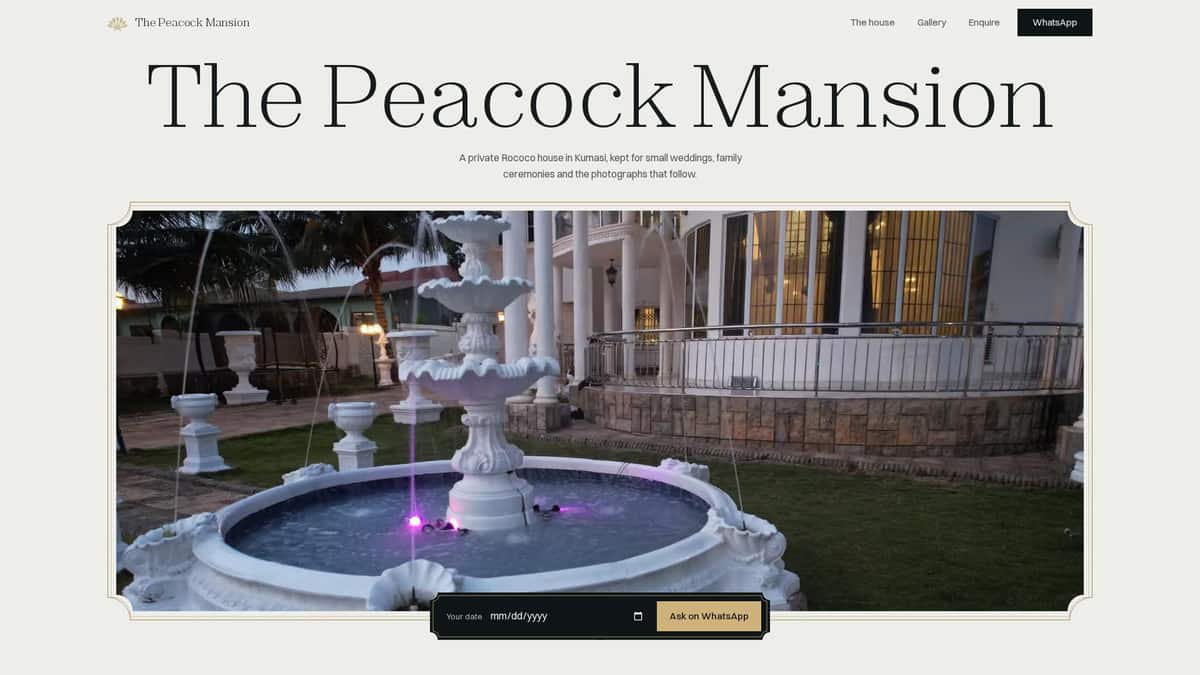 The Peacock Mansion
The house
Gallery
Enquire
WhatsApp
The Peacock Mansion
A private Rococo house in Kumasi, kept for small weddings, family
ceremonies and the photographs that follow.
Your date
mm/dd/yyyy
Ask on WhatsApp